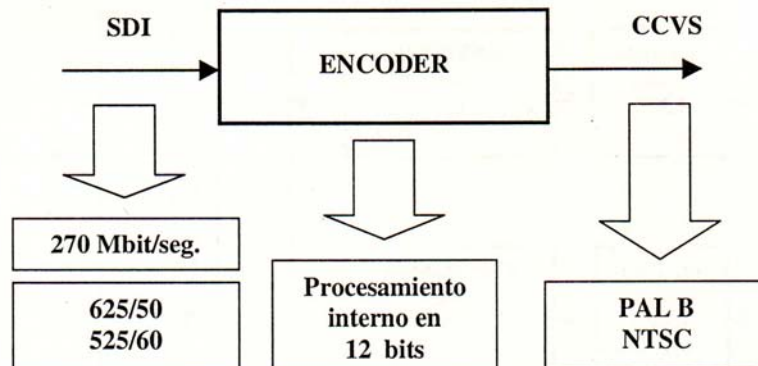 SDI
CCVS
ENCODER
270 Mbit/seg.
625/50
525/60
Procesamiento
interno en
12 bits
PAL B
NTSC